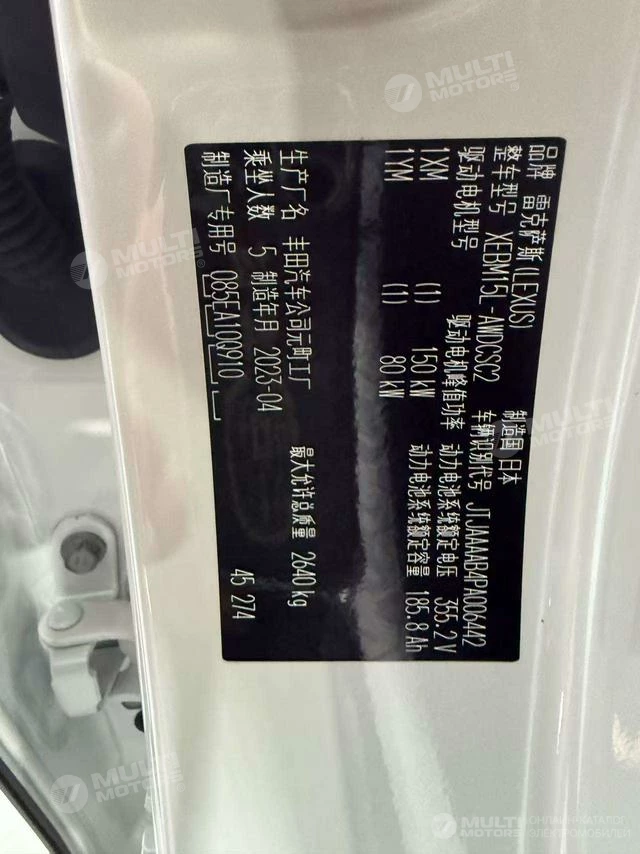 品牌 雷克萨斯(LEXUS) 制造国 日本
整车型号 XEBM15L-AWDCSC2 车辆识别代号 JTJAAAAB4PA006442
驱动电机型号 驱动电机峰值功率 动力电池系统额定电压 355.2 V
1XM (1) 150 kW 动力电池系统额定容量 185.8 Ah
1YM (1) 80 kW
生产厂名 丰田汽车公司元町工厂 最大允许总质量 2640 kg
乘坐人数 5 制造年月 2023-04
制造厂专用号 085EA10Q9110 45 274
MULTI MOTORS
MULTI MOTORS
MULTI MOTORS
MULTI MOTORS
MULTI MOTORS ОНЛАЙН-КАТАЛОГ ЭЛЕКТРОМОБИЛЕЙ